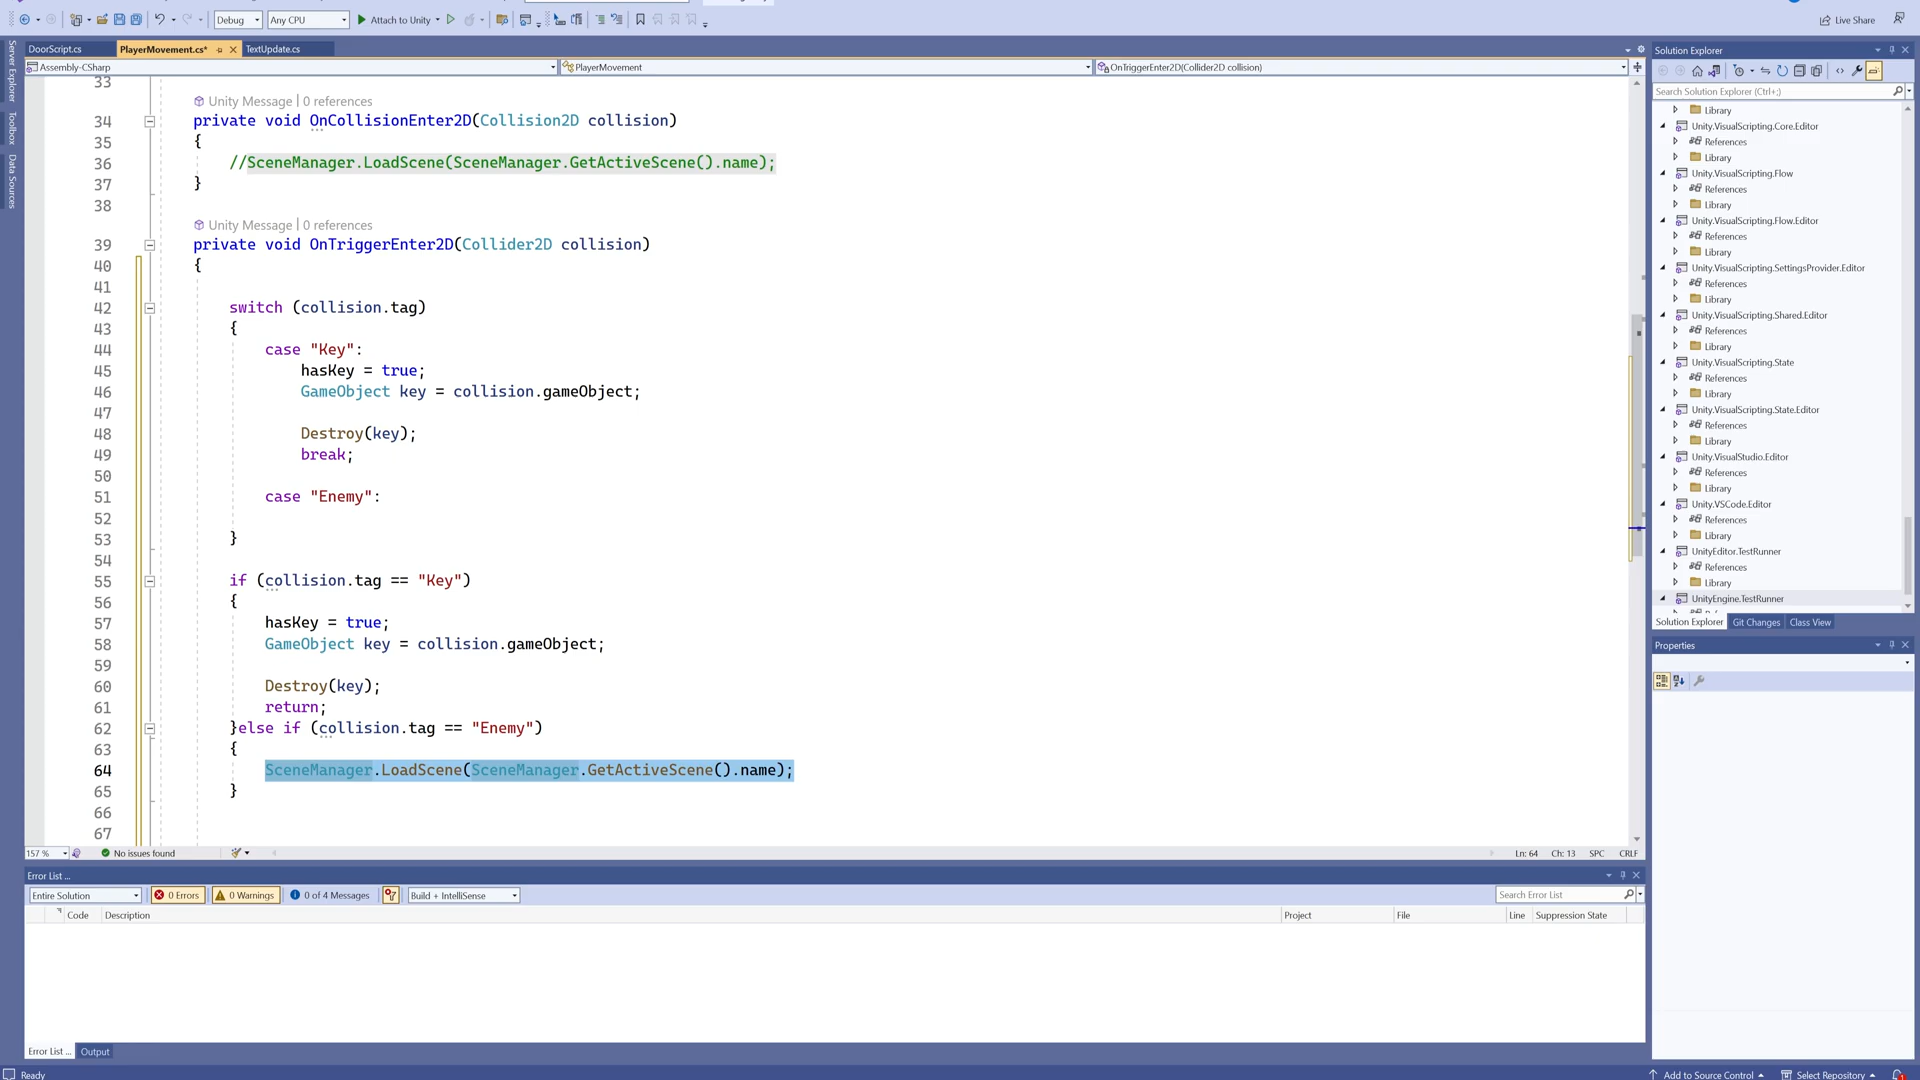 Debug
Any CPU
Attach to Unity
Live Share
Server Explorer
Toolbox
Data Sources
DoorScript.cs
PlayerMovement.cs*
TextUpdate.cs
Assembly-CSharp
PlayerMovement
OnTriggerEnter2D(Collider2D collision)
33
Unity Message | 0 references
34 private void OnCollisionEnter2D(Collision2D collision)
35 {
36 //SceneManager.LoadScene(SceneManager.GetActiveScene().name);
37 }
38
Unity Message | 0 references
39 private void OnTriggerEnter2D(Collider2D collision)
40 {
41
42 switch (collision.tag)
43 {
44 case "Key":
45 hasKey = true;
46 GameObject key = collision.gameObject;
47
48 Destroy(key);
49 break;
50
51 case "Enemy":
52
53 }
54
55 if (collision.tag == "Key")
56 {
57 hasKey = true;
58 GameObject key = collision.gameObject;
59
60 Destroy(key);
61 return;
62 }else if (collision.tag == "Enemy")
63 {
64 SceneManager.LoadScene(SceneManager.GetActiveScene().name);
65 }
66
67
157 %
No issues found
Ln: 64 Ch: 13 SPC CRLF
Error List ...
Entire Solution
0 Errors
0 Warnings
0 of 4 Messages
Build + IntelliSense
Search Error List
Code Description Project File Line Suppression State
Error List ... Output
Ready
Solution Explorer
Search Solution Explorer (Ctrl+;)
Library
Unity.VisualScripting.Core.Editor
References
Library
Unity.VisualScripting.Flow
References
Library
Unity.VisualScripting.Flow.Editor
References
Library
Unity.VisualScripting.SettingsProvider.Editor
References
Library
Unity.VisualScripting.Shared.Editor
References
Library
Unity.VisualScripting.State
References
Library
Unity.VisualScripting.State.Editor
References
Library
Unity.VisualStudio.Editor
References
Library
Unity.VSCode.Editor
References
Library
UnityEditor.TestRunner
References
Library
UnityEngine.TestRunner
Solution Explorer Git Changes Class View
Properties
Add to Source Control
Select Repository